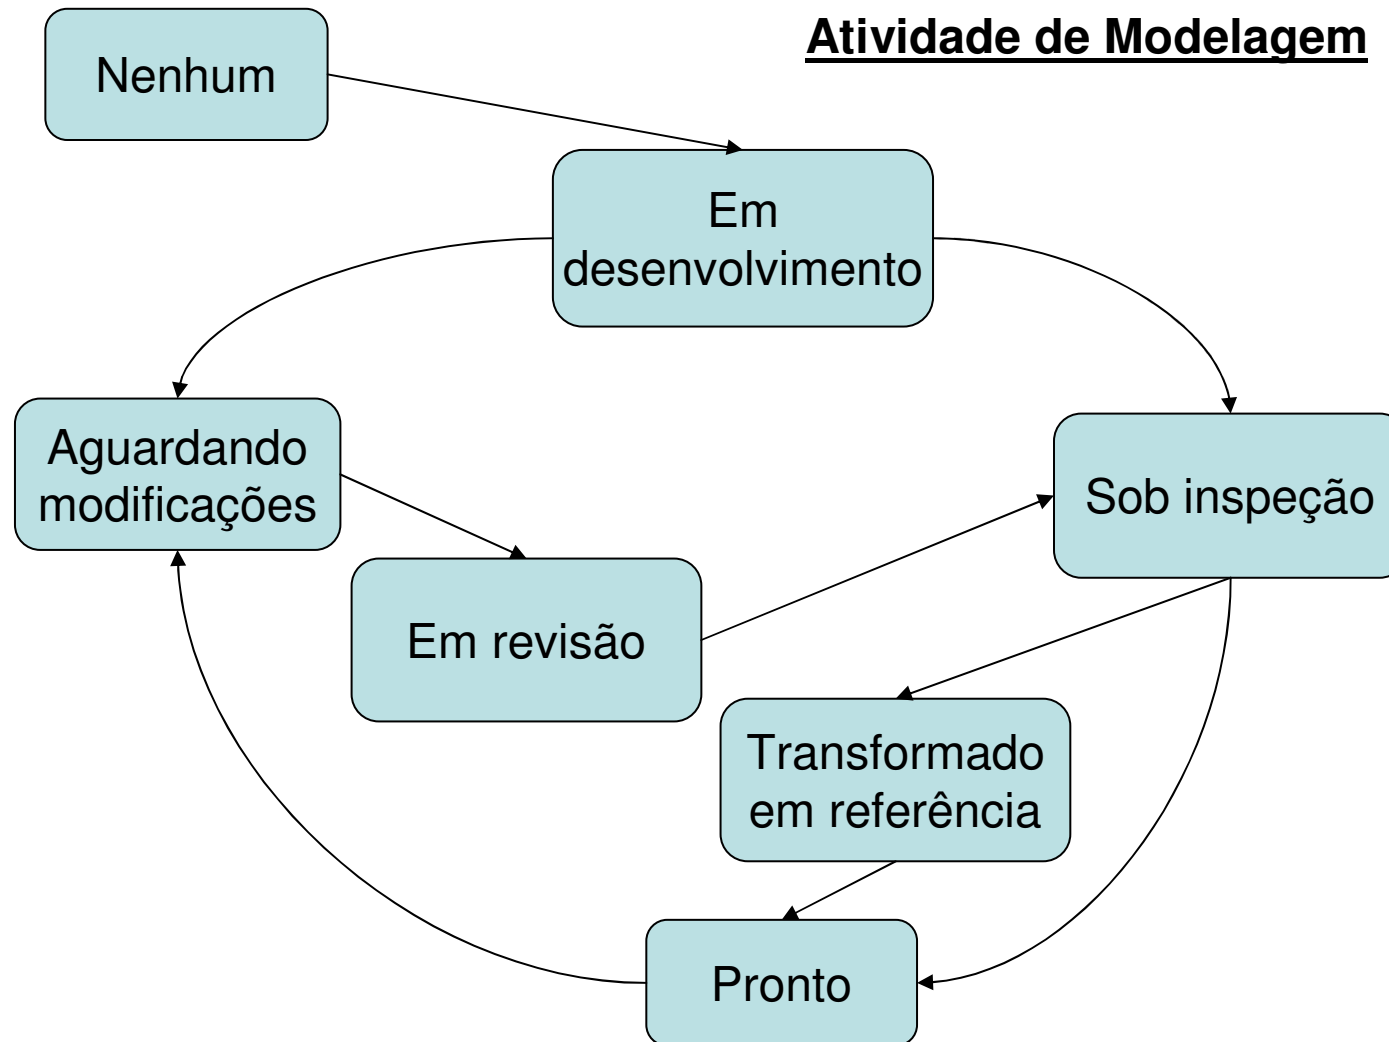 Atividade de Modelagem
Nenhum
Em
desenvolvimento
Aguardando
modificações
Sob inspeção
Em revisão
Transformado
em referência
Pronto